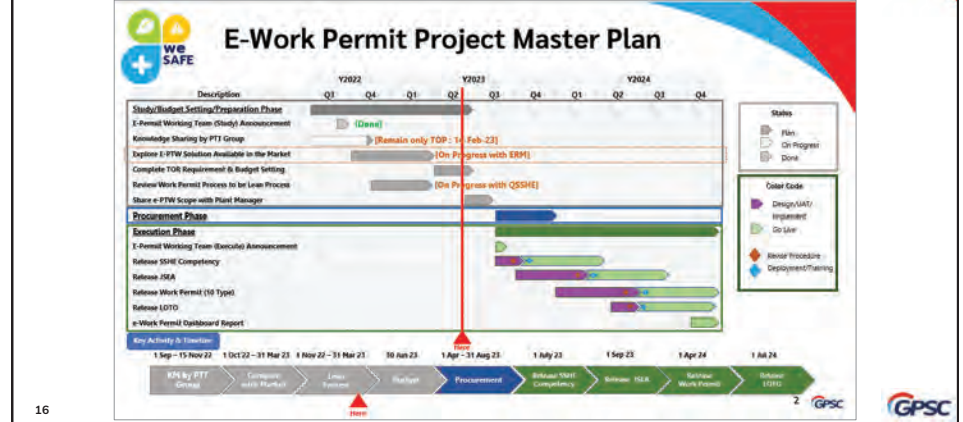 we
SAFE
E-Work Permit Project Master Plan
Y2022 Y2023 Y2024
Description Q3 Q4 Q1 Q2 Q3 Q4 Q1 Q2 Q3 Q4
Study/Budget Setting/Preparation Phase
E-Permit Working Team (Study) Announcement (Done)
Knowledge Sharing by PTT Group [Remain only TOP : 14-Feb-23]
Explore E-PTW Solution Available in the Market [On Progress with ERM]
Complete TOR Requirement & Budget Setting
Review Work Permit Process to be Lean Process [On Progress with QSSHE]
Share e-PTW Scope with Plant Manager
Procurement Phase
Execution Phase
E-Permit Working Team (Execute) Announcement
Release SSHE Competency
Release JSEA
Release Work Permit (10 Type)
Release LOTO
e-Work Permit Dashboard Report
Here
Status
Plan
On Progress
Done
Color Code
Design/UAT/
Implement
Go Live
Revise Procedure
Deployment/Training
Key Activity & Timeline
1 Sep – 15 Nov 22 1 Oct'22 – 31 Mar 23 1 Nov 22 – 31 Mar 23 30 Jun 23 1 Apr – 31 Aug 23 1 July 23 1 Sep 23 1 Apr 24 1 Jul 24
KM by PTT
Group
Compare
with Market
Lean
Process
Budget
Procurement
Release SSHE
Competency
Release JSEA
Release
Work Permit
Release
LOTO
Here
2 GPSC
16
GPSC